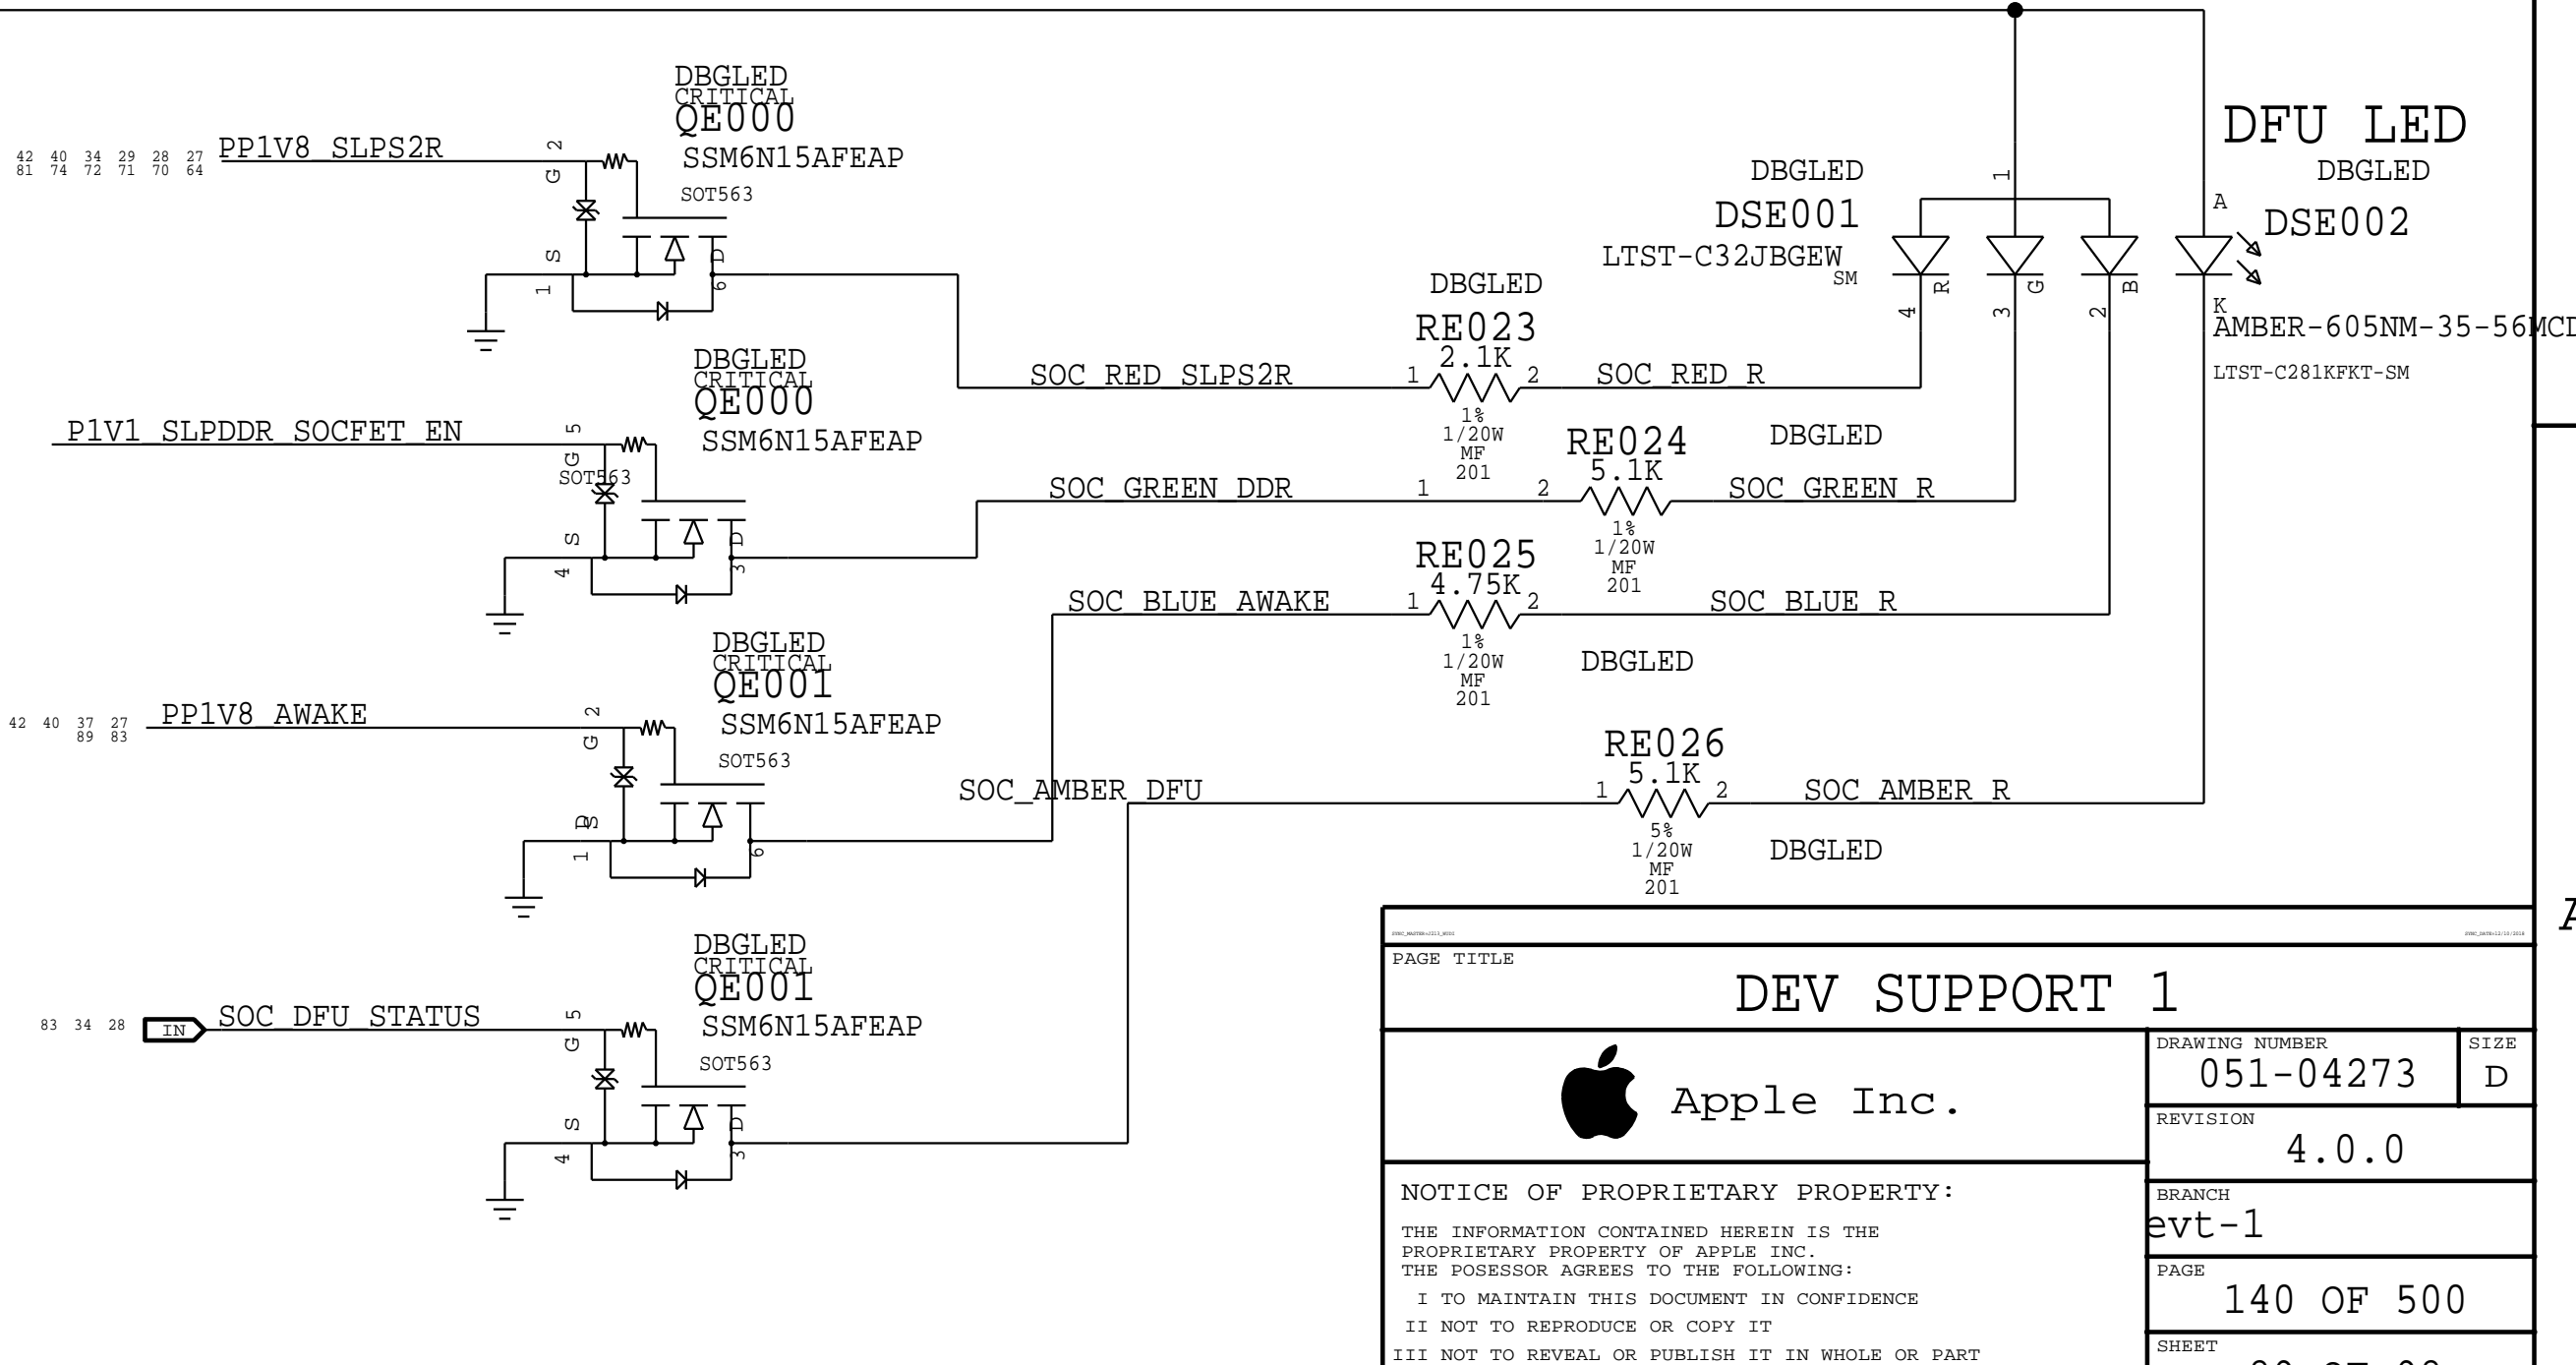 DBGLED
CRITICAL
QE000
SSM6N15AFEAP
SOT563
42 40 34 29 28 27
81 74 72 71 70 64
PP1V8_SLPS2R
G 2
S
1
D
6
DBGLED
CRITICAL
QE000
SSM6N15AFEAP
P1V1_SLPDDR_SOCFET_EN
G 5
SOT563
S
4
D
3
DBGLED
CRITICAL
QE001
SSM6N15AFEAP
SOT563
42 40 37 27
89 83
PP1V8_AWAKE
G 2
D
S
1
6
DBGLED
CRITICAL
QE001
SSM6N15AFEAP
SOT563
83 34 28
IN
SOC_DFU_STATUS
G 5
S
4
D
3
DFU LED
DBGLED
DSE002
A
K
AMBER-605NM-35-56MCD
LTST-C281KFKT-SM
DBGLED
DSE001
LTST-C32JBGEW
SM
1
R
4
G
3
B
2
DBGLED
RE023
2.1K
SOC_RED_SLPS2R
1
2
SOC_RED_R
1%
1/20W
MF
201
RE024
DBGLED
5.1K
SOC_GREEN_DDR
1
2
SOC_GREEN_R
1%
1/20W
MF
201
RE025
4.75K
SOC_BLUE_AWAKE
1
2
SOC_BLUE_R
1%
1/20W
MF
201
DBGLED
RE026
5.1K
SOC_AMBER_DFU
1
2
SOC_AMBER_R
5%
1/20W
MF
201
DBGLED
PAGE TITLE
DEV SUPPORT 1
Apple Inc.
DRAWING NUMBER
051-04273
SIZE
D
REVISION
4.0.0
BRANCH
evt-1
PAGE
140 OF 500
SHEET
NOTICE OF PROPRIETARY PROPERTY:
THE INFORMATION CONTAINED HEREIN IS THE
PROPRIETARY PROPERTY OF APPLE INC.
THE POSESSOR AGREES TO THE FOLLOWING:
I TO MAINTAIN THIS DOCUMENT IN CONFIDENCE
II NOT TO REPRODUCE OR COPY IT
III NOT TO REVEAL OR PUBLISH IT IN WHOLE OR PART